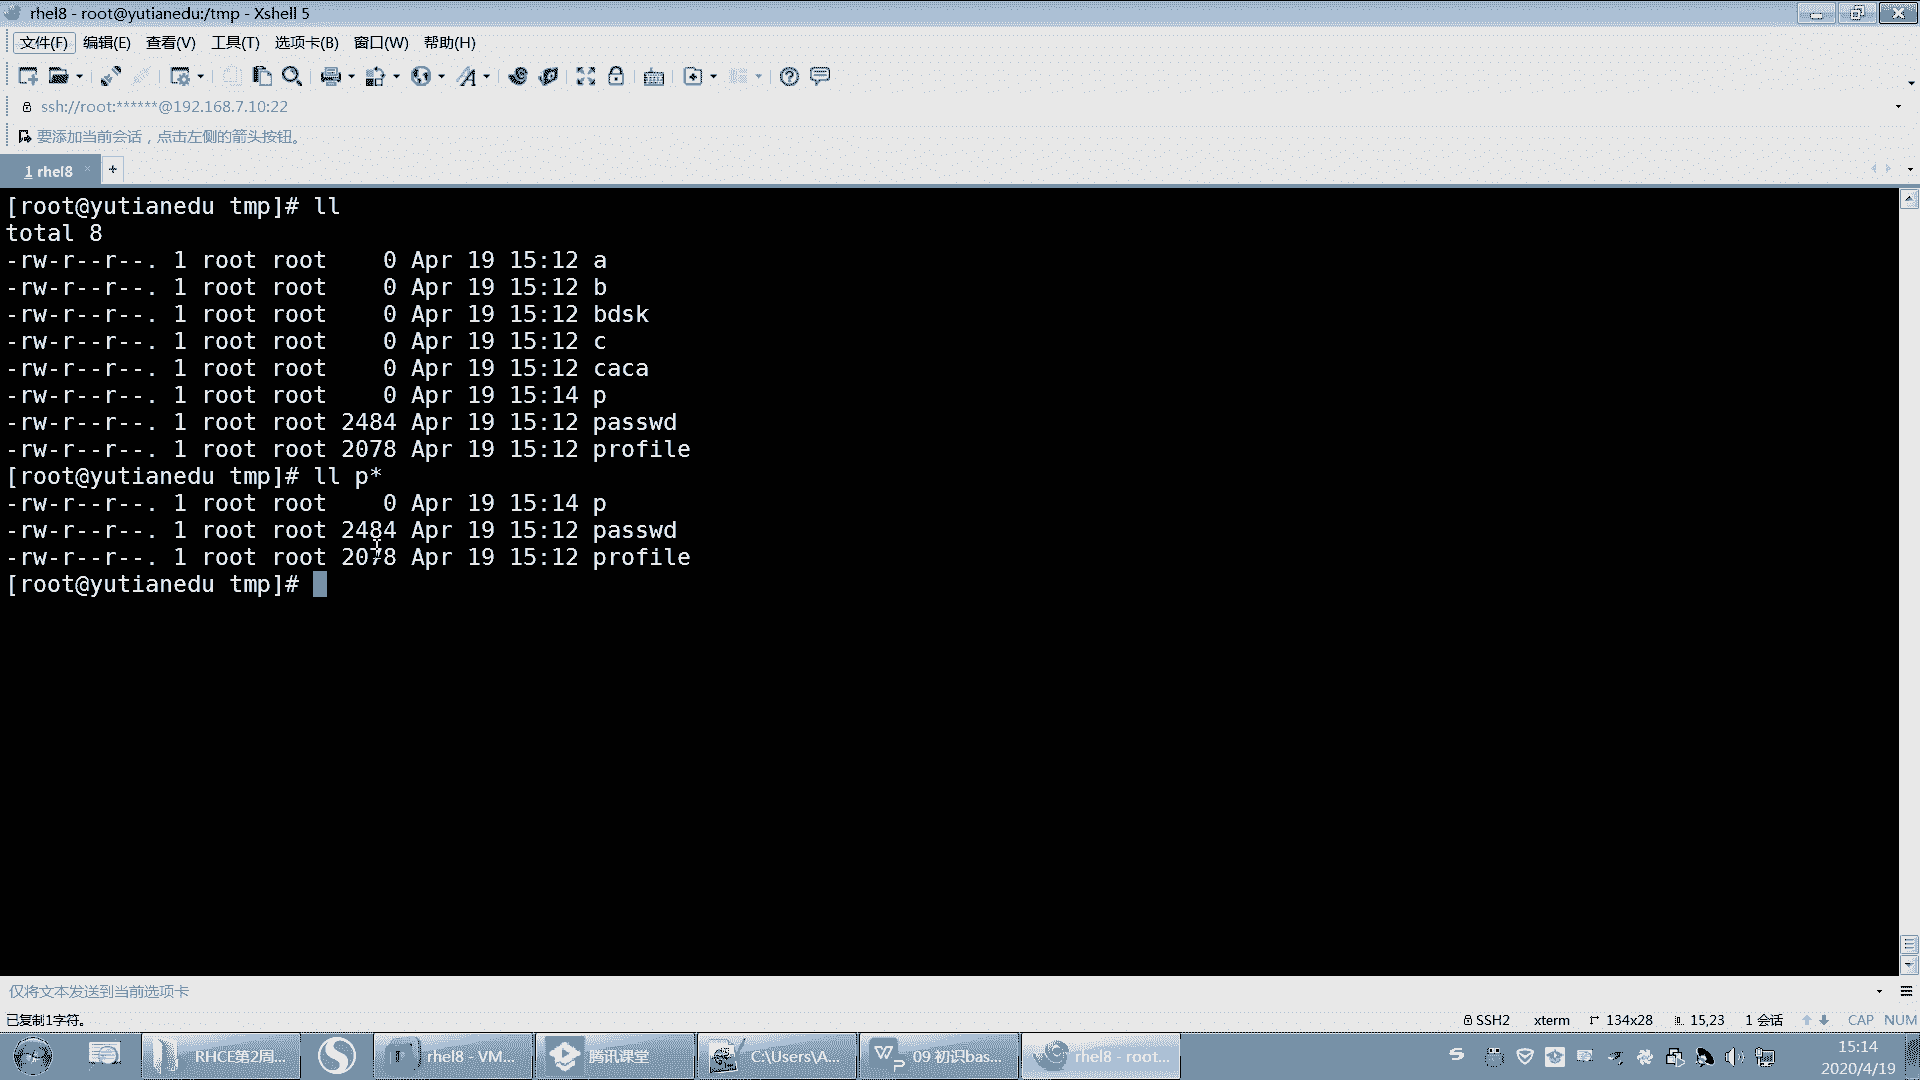 rhel8 - root@yutianedu:/tmp - Xshell 5
文件(F) 编辑(E) 查看(V) 工具(T) 选项卡(B) 窗口(W) 帮助(H)
ssh://root:******@192.168.7.10:22
要添加当前会话，点击左侧的箭头按钮。
1 rhel8 +
[root@yutianedu tmp]# ll
total 8
-rw-r--r--. 1 root root    0 Apr 19 15:12 a
-rw-r--r--. 1 root root    0 Apr 19 15:12 b
-rw-r--r--. 1 root root    0 Apr 19 15:12 bdsk
-rw-r--r--. 1 root root    0 Apr 19 15:12 c
-rw-r--r--. 1 root root    0 Apr 19 15:12 caca
-rw-r--r--. 1 root root    0 Apr 19 15:14 p
-rw-r--r--. 1 root root 2484 Apr 19 15:12 passwd
-rw-r--r--. 1 root root 2078 Apr 19 15:12 profile
[root@yutianedu tmp]# ll p*
-rw-r--r--. 1 root root    0 Apr 19 15:14 p
-rw-r--r--. 1 root root 2484 Apr 19 15:12 passwd
-rw-r--r--. 1 root root 2078 Apr 19 15:12 profile
[root@yutianedu tmp]#
仅将文本发送到当前选项卡
已复制1字符。 SSH2 xterm 134x28 15,23 1 会话 CAP NUM
RHCE第2周... rhel8 - VM... 腾讯课堂 C:\Users\A... 09 初识bas... rhel8 - root... 15:14
2020/4/19